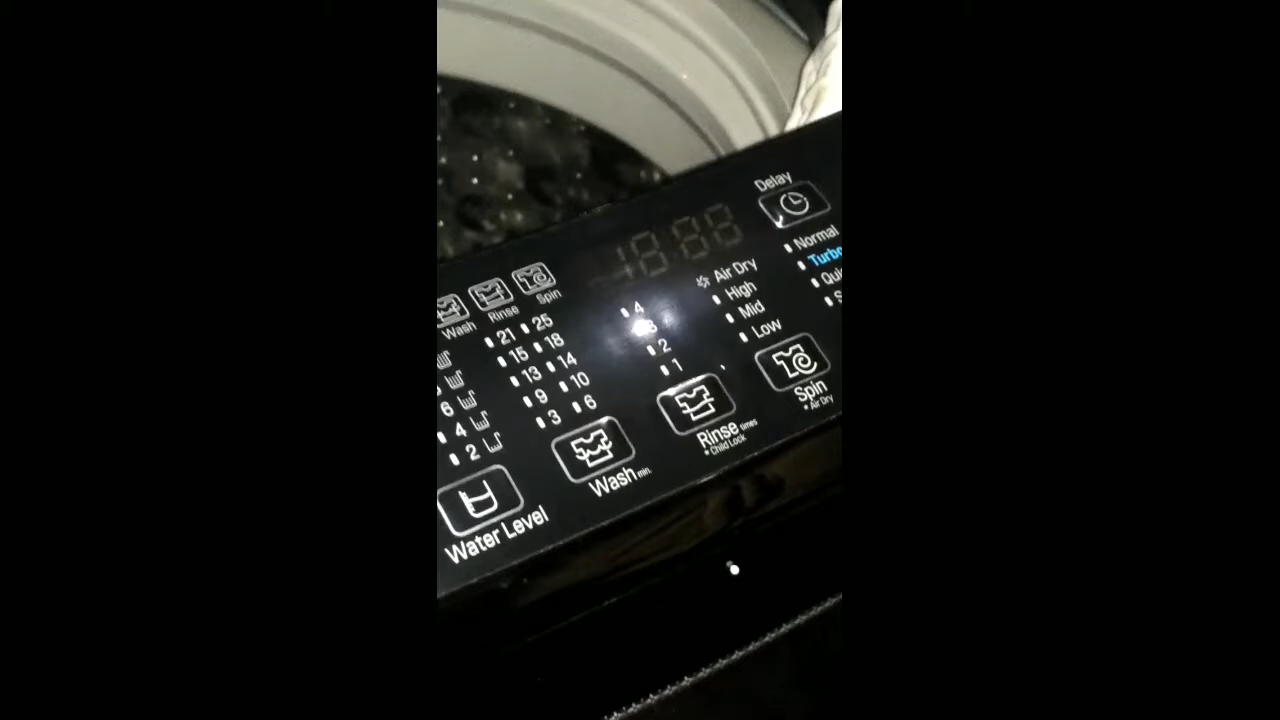 Delay
18:88
Normal
Turbo
Wash
Rinse
Spin
Air Dry
High
Mid
Low
21 25
15 18
13 14
9 10
3 6
4
3
2
1
6
4
2
Water Level
Wash min.
Rinse times
* Child Lock
Spin
* Air Dry